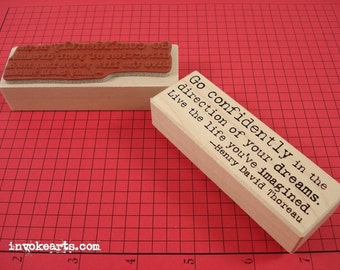 Go confidently in the
direction of your dreams.
Live the life you've imagined.
—Henry David Thoreau
invokearts.com